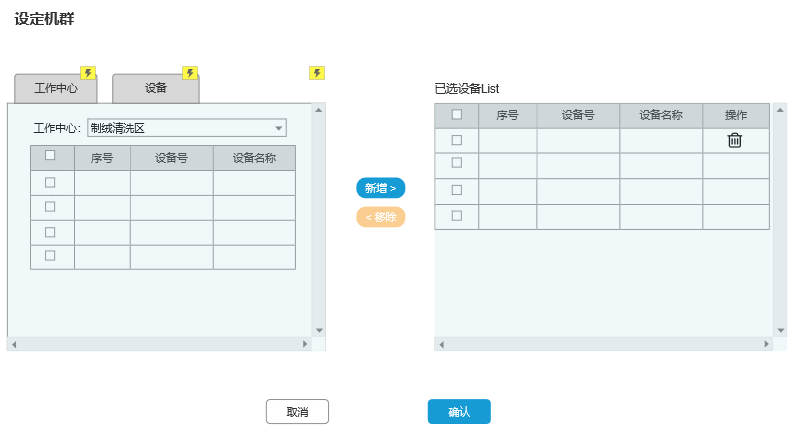 设定机群
工作中心
设备
工作中心：
制绒清洗区
序号 设备号 设备名称
新增 >
< 移除
已选设备List
序号 设备号 设备名称 操作
取消
确认